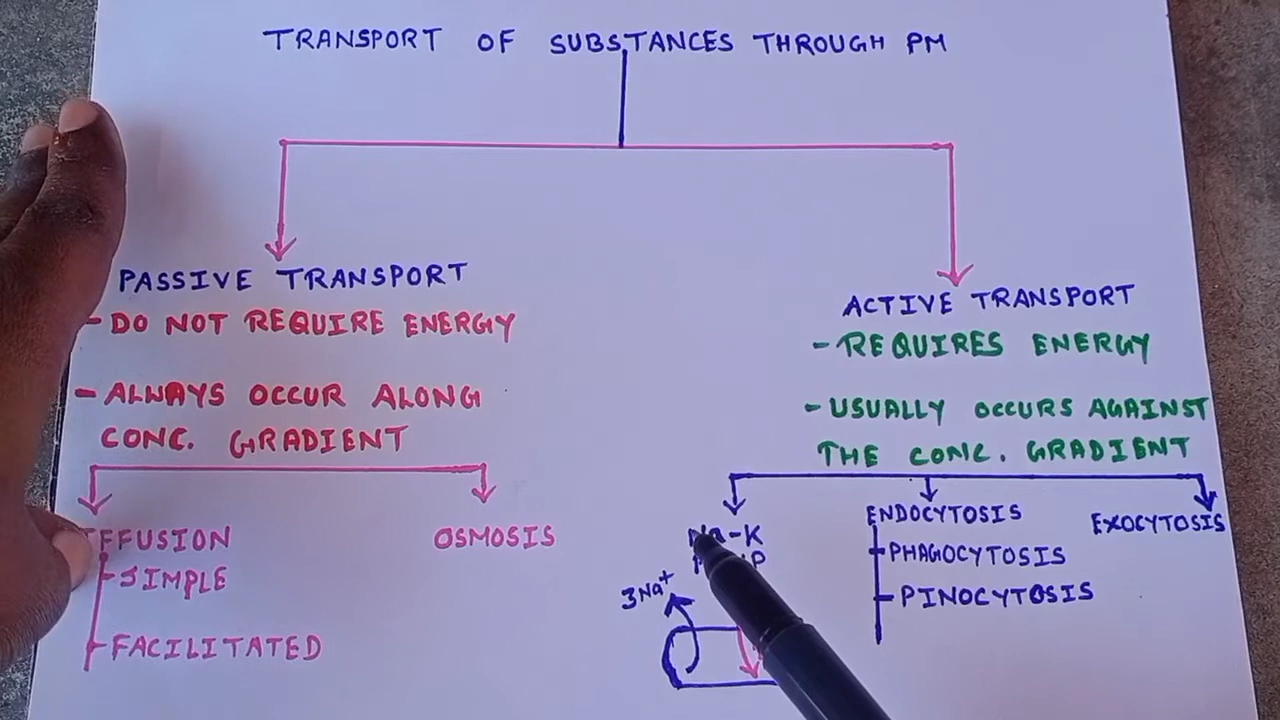 TRANSPORT OF SUBSTANCES THROUGH PM
PASSIVE TRANSPORT
- DO NOT REQUIRE ENERGY
- ALWAYS OCCUR ALONG
CONC. GRADIENT
FFUSION
SIMPLE
FACILITATED
OSMOSIS
ACTIVE TRANSPORT
- REQUIRES ENERGY
- USUALLY OCCURS AGAINST
THE CONC. GRADIENT
Na-K
3Na+
ENDOCYTOSIS
PHAGOCYTOSIS
PINOCYTOSIS
EXOCYTOSIS